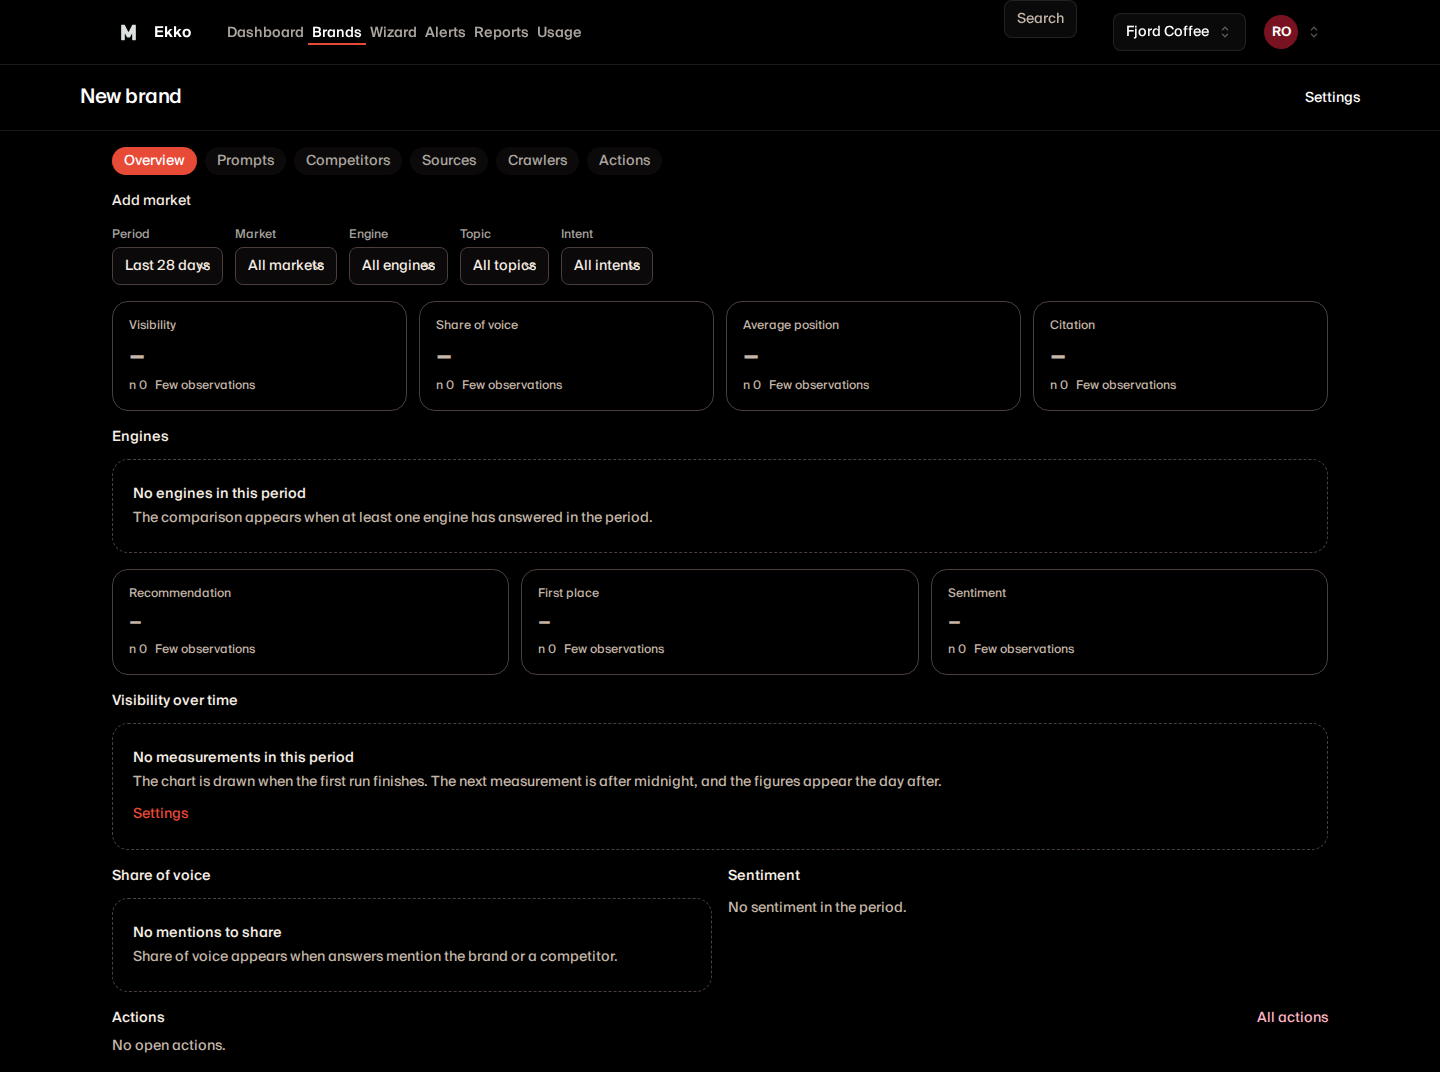 M Ekko Dashboard Brands Wizard Alerts Reports Usage Search Fjord Coffee RO
New brand Settings
Overview Prompts Competitors Sources Crawlers Actions
Add market
Period Market Engine Topic Intent
Last 28 days All markets All engines All topics All intents
Visibility Share of voice Average position Citation
– – – –
n 0 Few observations n 0 Few observations n 0 Few observations n 0 Few observations
Engines
No engines in this period
The comparison appears when at least one engine has answered in the period.
Recommendation First place Sentiment
– – –
n 0 Few observations n 0 Few observations n 0 Few observations
Visibility over time
No measurements in this period
The chart is drawn when the first run finishes. The next measurement is after midnight, and the figures appear the day after.
Settings
Share of voice Sentiment
No sentiment in the period.
No mentions to share
Share of voice appears when answers mention the brand or a competitor.
Actions All actions
No open actions.